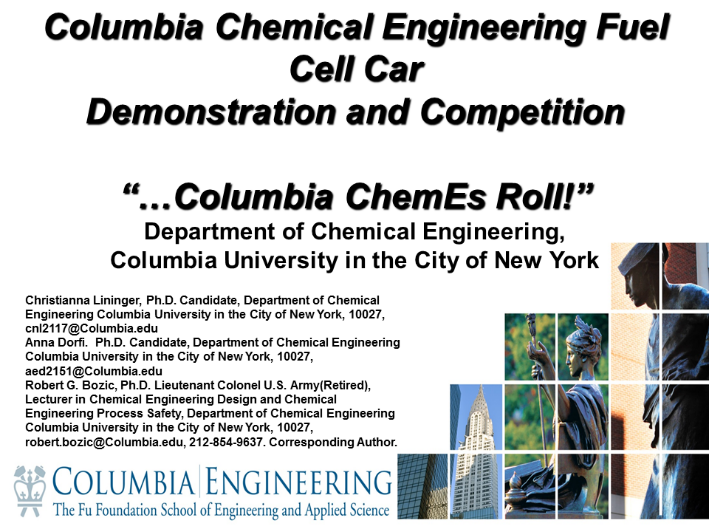 Columbia Chemical Engineering Fuel
Cell Car
Demonstration and Competition
“…Columbia ChemEs Roll!”
Department of Chemical Engineering,
Columbia University in the City of New York
Christianna Lininger, Ph.D. Candidate, Department of Chemical
Engineering Columbia University in the City of New York, 10027,
cnl2117@Columbia.edu
Anna Dorfi.  Ph.D. Candidate, Department of Chemical Engineering
Columbia University in the City of New York, 10027,
aed2151@Columbia.edu
Robert G. Bozic, Ph.D. Lieutenant Colonel U.S. Army(Retired),
Lecturer in Chemical Engineering Design and Chemical
Engineering Process Safety, Department of Chemical Engineering
Columbia University in the City of New York, 10027,
robert.bozic@Columbia.edu, 212-854-9637. Corresponding Author.
COLUMBIA | ENGINEERING
The Fu Foundation School of Engineering and Applied Science